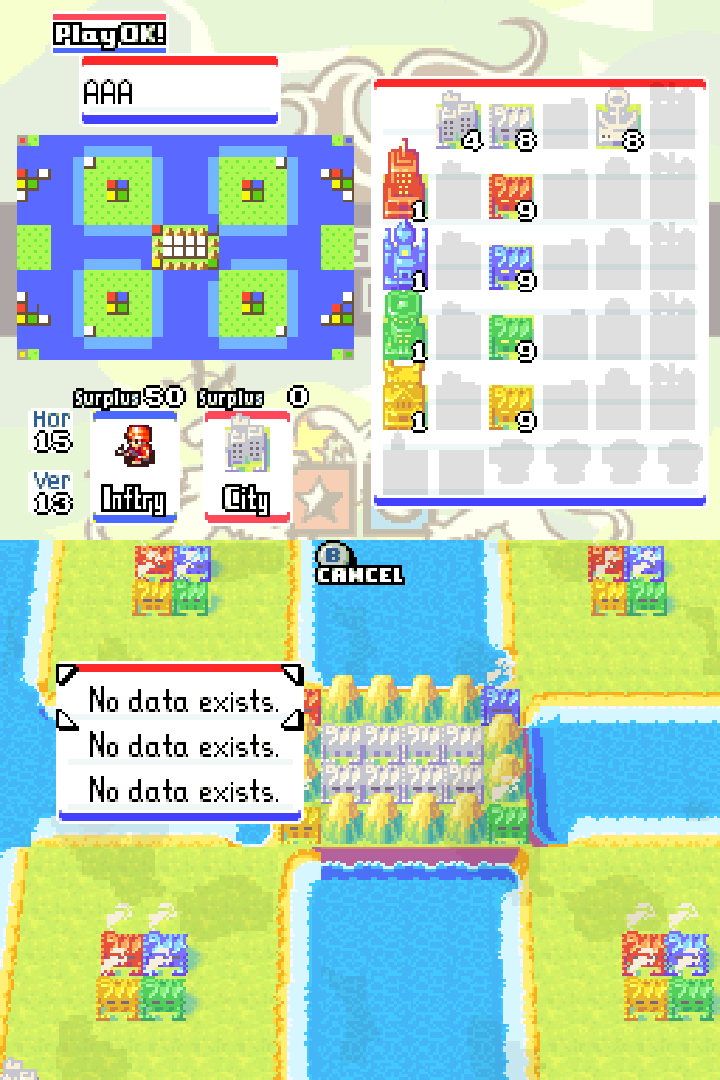 PlayOK!
AAA
4 8 8
1 9
1 9
1 9
1 9
Surplus 50 Surplus 0
Hor
15
Ver
13
Inftry City
B
CANCEL
No data exists.
No data exists.
No data exists.